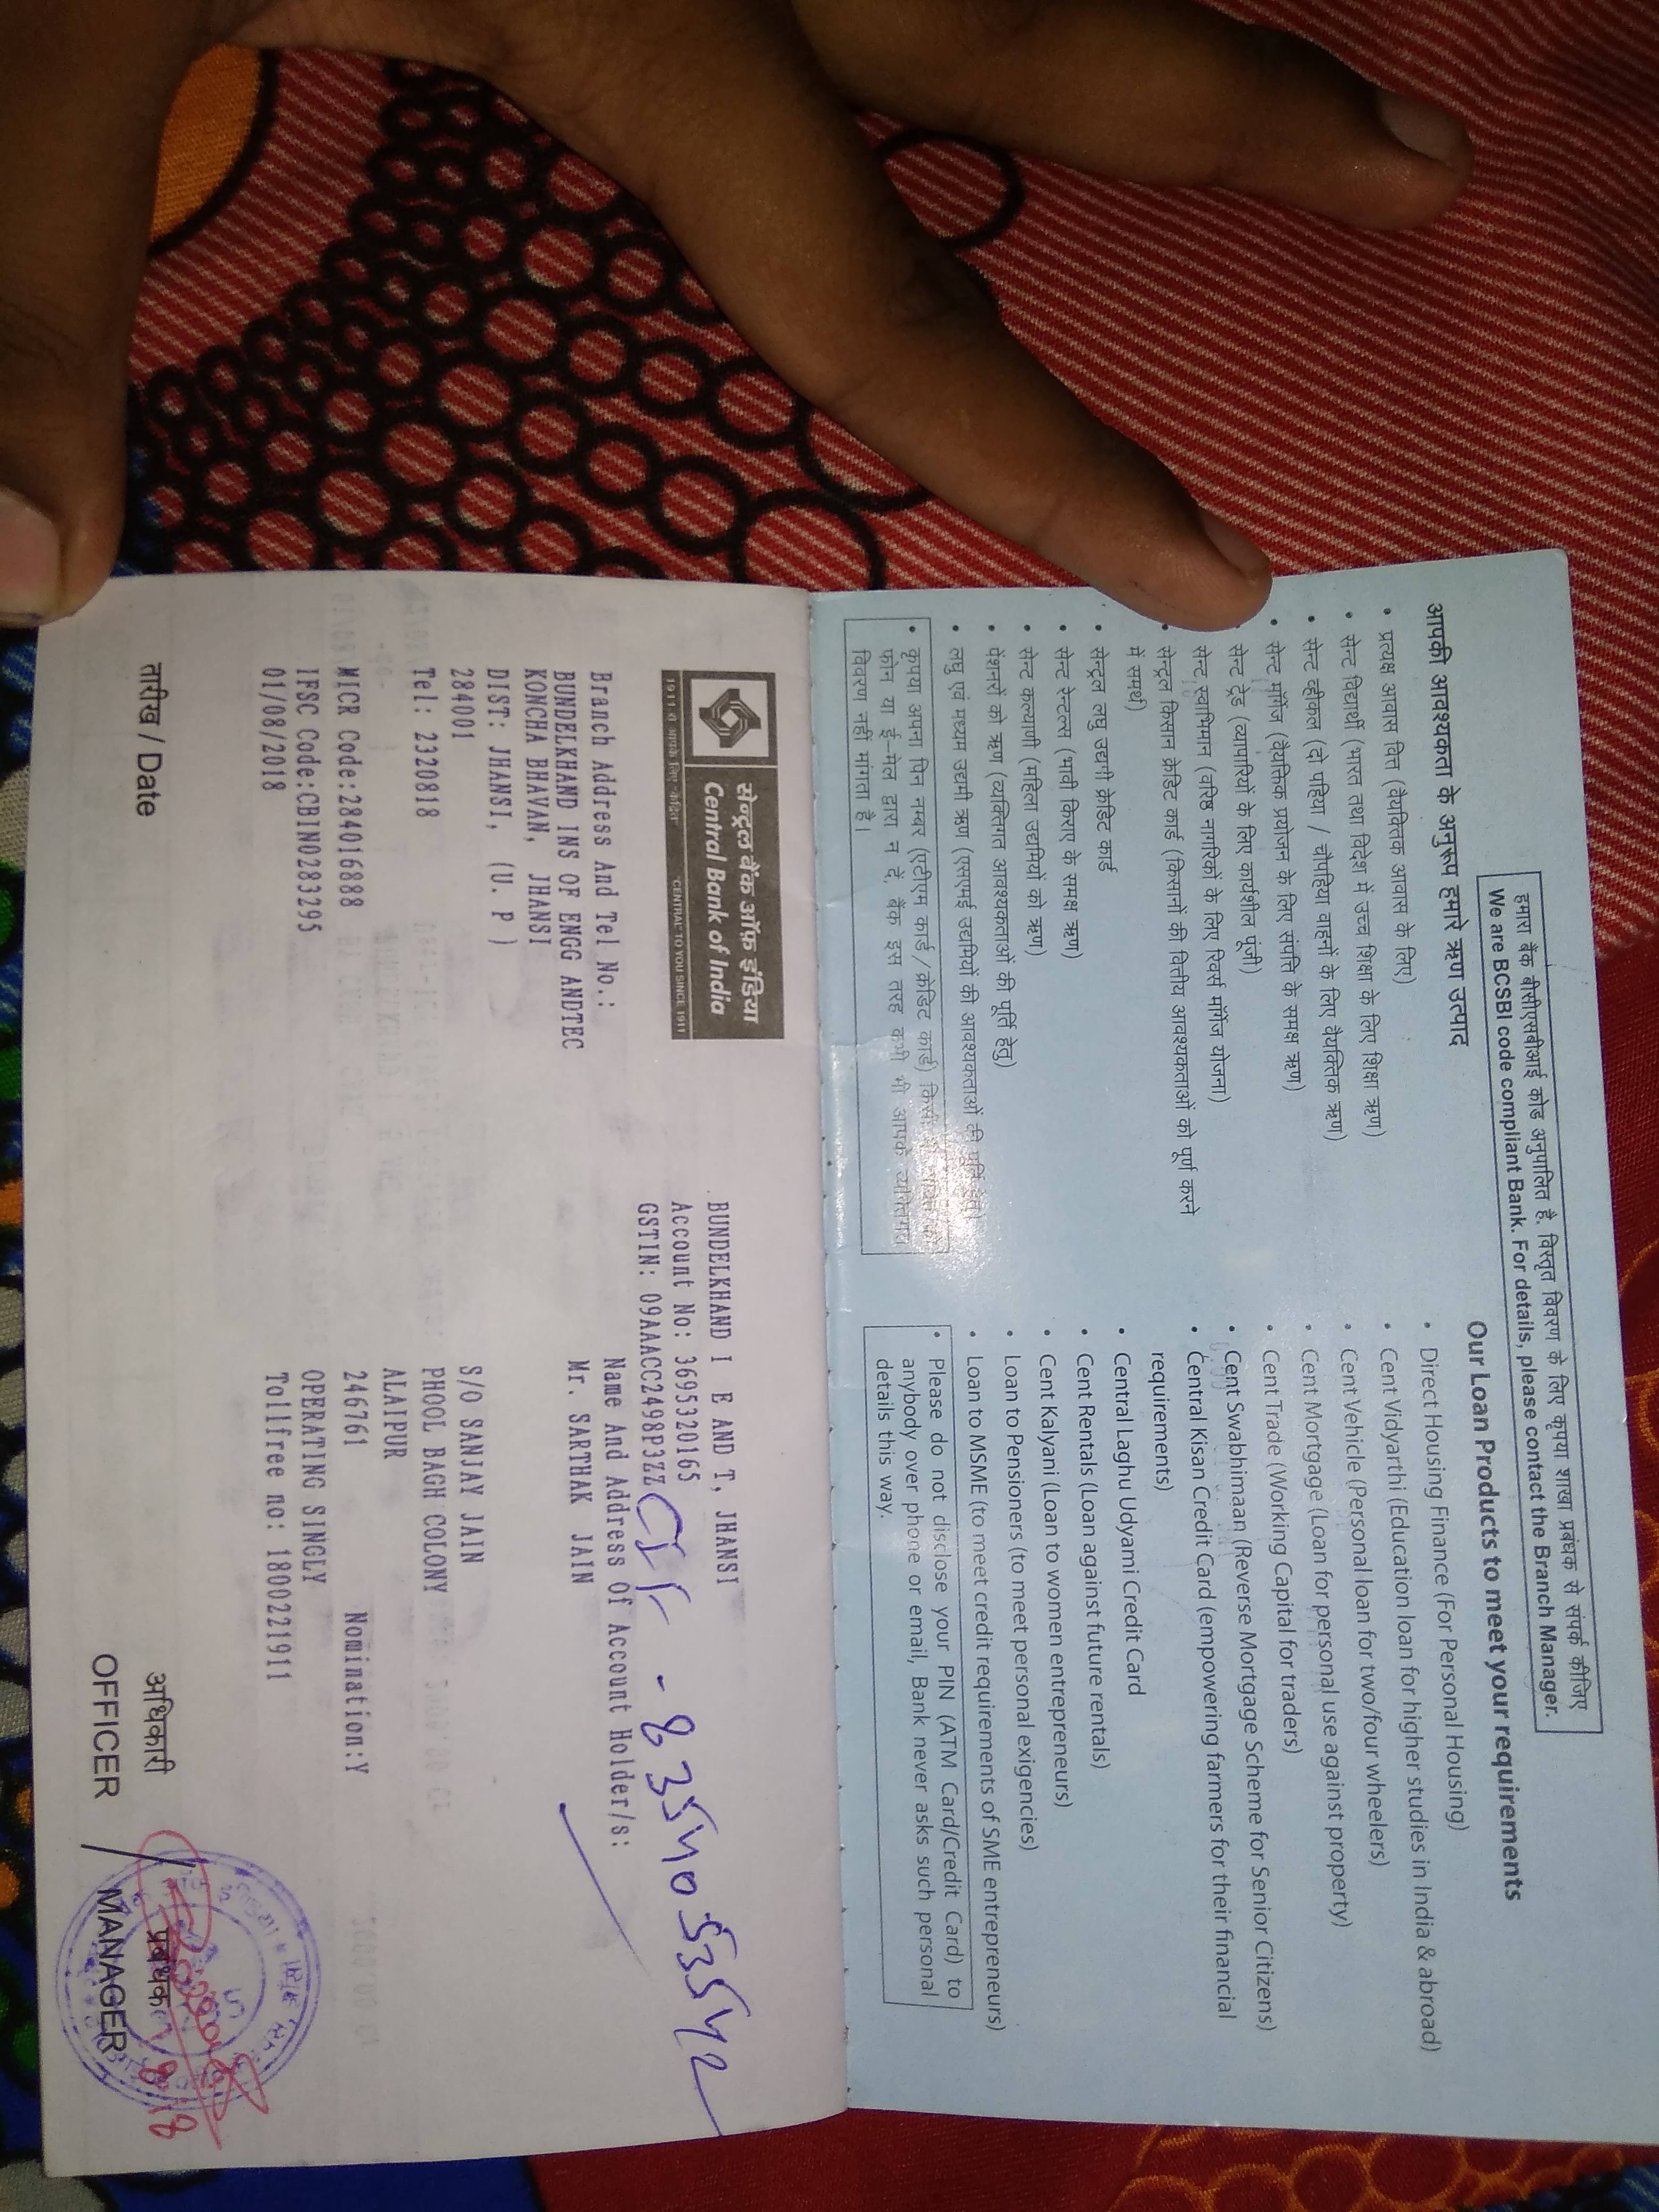 हमारा बैंक बीसीएसबीआई कोड अनुपालित है. विस्तृत विवरण के लिए कृपया शाखा प्रबंधक से संपर्क कीजिए
We are BCSBI code compliant Bank. For details, please contact the Branch Manager.
आपकी आवश्यकता के अनुरूप हमारे ऋण उत्पाद
• प्रत्यक्ष आवास वित्त (वैयक्तिक आवास के लिए)
• सेन्ट विद्यार्थी (भारत तथा विदेश में उच्च शिक्षा के लिए शिक्षा ऋण)
• सेन्ट व्हीकल (दो पहिया / चौपहिया वाहनों के लिए वैयक्तिक ऋण)
• सेन्ट मॉर्गेज (वैयक्तिक प्रयोजन के लिए संपत्ति के समक्ष ऋण)
सेन्ट ट्रेड (व्यापारियों के लिए कार्यशील पूंजी)
सेन्ट स्वाभिमान (वरिष्ठ नागरिकों के लिए रिवर्स मॉर्गेज योजना)
• सेन्ट्रल किसान क्रेडिट कार्ड (किसानों की वित्तीय आवश्यकताओं को पूर्ण करने
में समर्थ)
• सेन्ट्रल लघु उद्यमी क्रेडिट कार्ड
• सेन्ट रेन्टल्स (भावी किराए के समक्ष ऋण)
• सेन्ट कल्याणी (महिला उद्यमियों को ऋण)
• पेंशनरों को ऋण (व्यक्तिगत आवश्यकताओं की पूर्ति हेतु)
• लघु एवं मध्यम उद्यमी ऋण (एसएमई उद्यमियों की आवश्यकताओं की पूर्ति हेतु)
• कृपया अपना पिन नम्बर (एटीएम कार्ड/क्रेडिट कार्ड) किसी
फोन या ई-मेल द्वारा न दें, बैंक इस तरह कभी भी आपके व्यक्तिगत
विवरण नहीं मांगता है।
Our Loan Products to meet your requirements
• Direct Housing Finance (For Personal Housing)
• Cent Vidyarthi (Education loan for higher studies in India & abroad)
• Cent Vehicle (Personal loan for two/four wheelers)
• Cent Mortgage (Loan for personal use against property)
• Cent Trade (Working Capital for traders)
• Cent Swabhimaan (Reverse Mortgage Scheme for Senior Citizens)
• Central Kisan Credit Card (empowering farmers for their financial
requirements)
• Central Laghu Udyami Credit Card
• Cent Rentals (Loan against future rentals)
• Cent Kalyani (Loan to women entrepreneurs)
• Loan to Pensioners (to meet personal exigencies)
• Loan to MSME (to meet credit requirements of SME entrepreneurs)
• Please do not disclose your PIN (ATM Card/Credit Card) to
anybody over phone or email, Bank never asks such personal
details this way.
सेन्ट्रल बैंक ऑफ़ इंडिया
Central Bank of India
1911 से आपके लिए "केंद्रित" "CENTRAL" TO YOU SINCE 1911
Branch Address And Tel No.:
BUNDELKHAND INS OF ENGG ANDTEC
KONCHA BHAVAN, JHANSI
DIST: JHANSI, (U. P )
284001
Tel: 2320818
MICR Code:284016888
IFSC Code:CBIN0283295
01/08/2018
तारीख / Date
BUNDELKHAND I E AND T, JHANSI
Account No: 3695320165
GSTIN: 09AAACC2498P3ZZ CIF - 8354053542
Name And Address Of Account Holder/s:
Mr. SARTHAK JAIN
S/O SANJAY JAIN
PHOOL BAGH COLONY
ALAIPUR
246761 Nomination:Y
OPERATING SINGLY
Tollfree no: 1800221911
अधिकारी / प्रबंधक
OFFICER / MANAGER